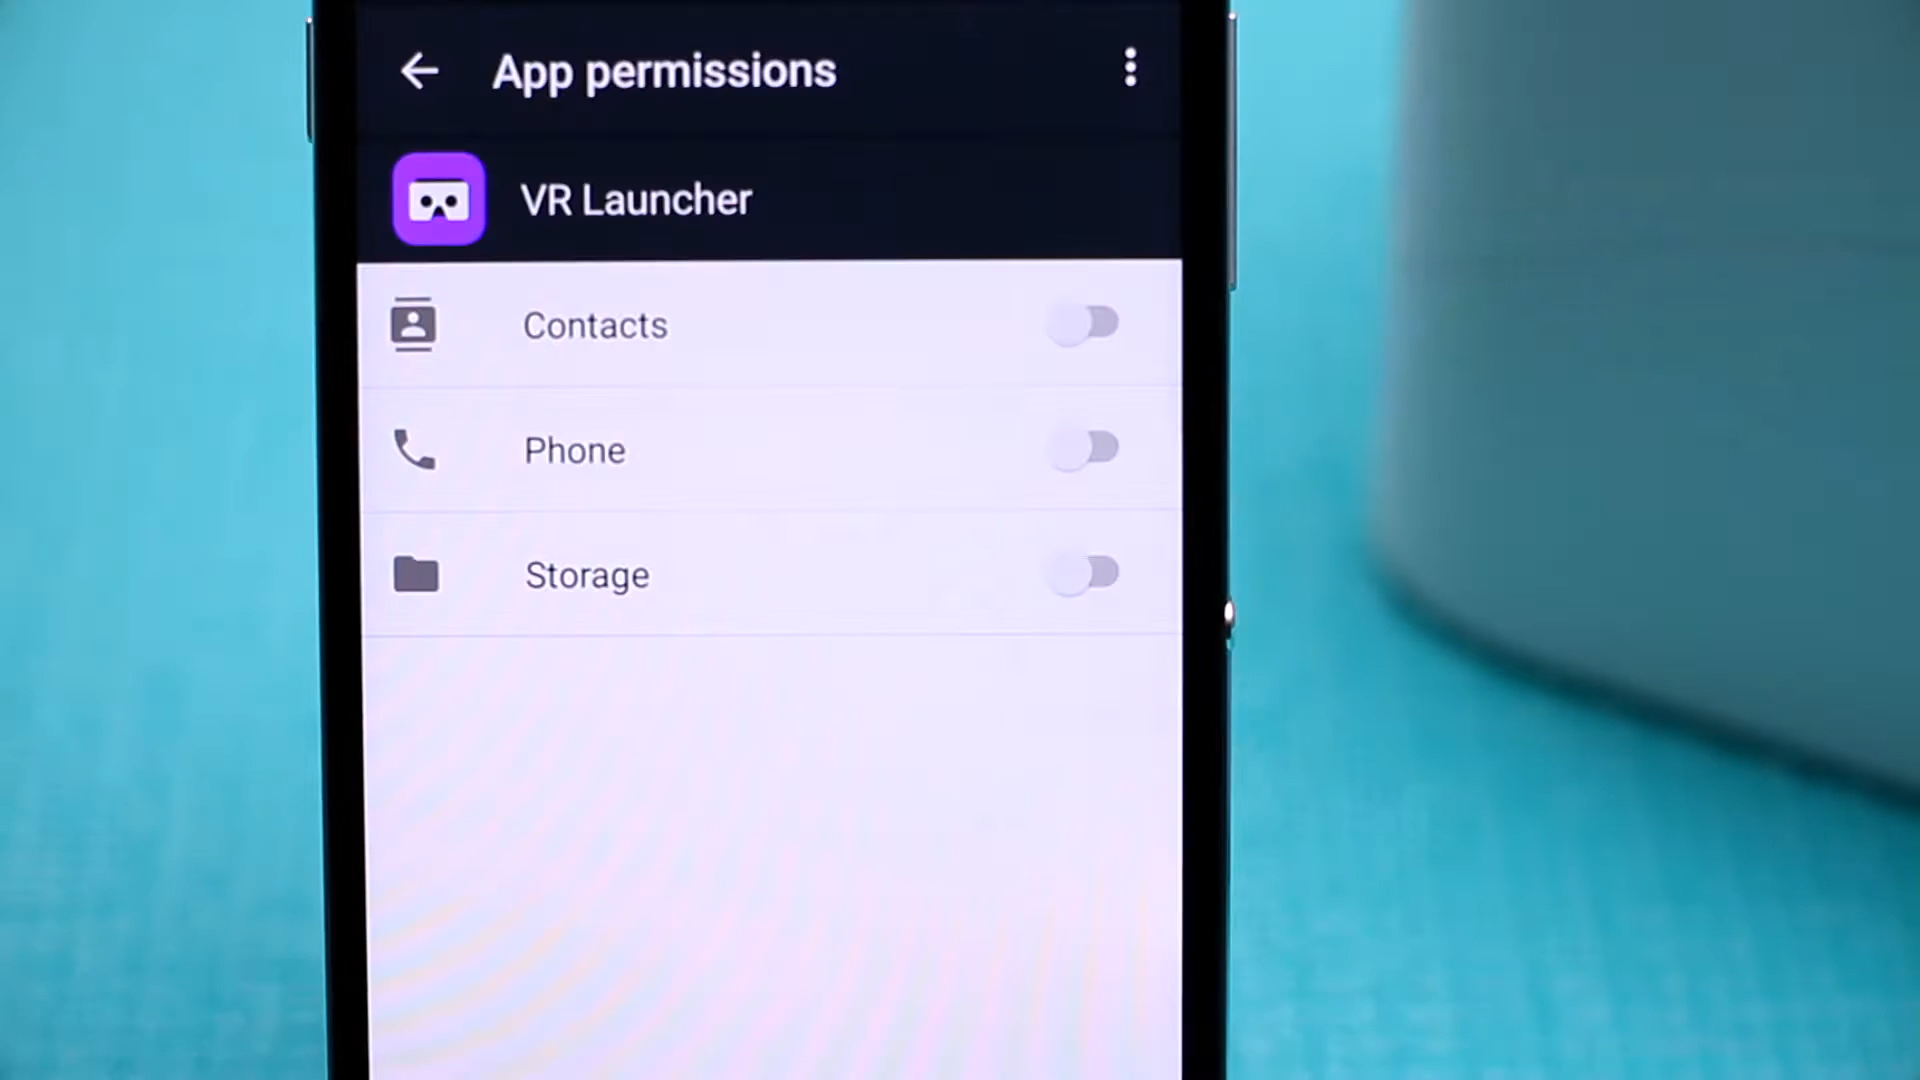 App permissions
VR Launcher
Contacts
Phone
Storage